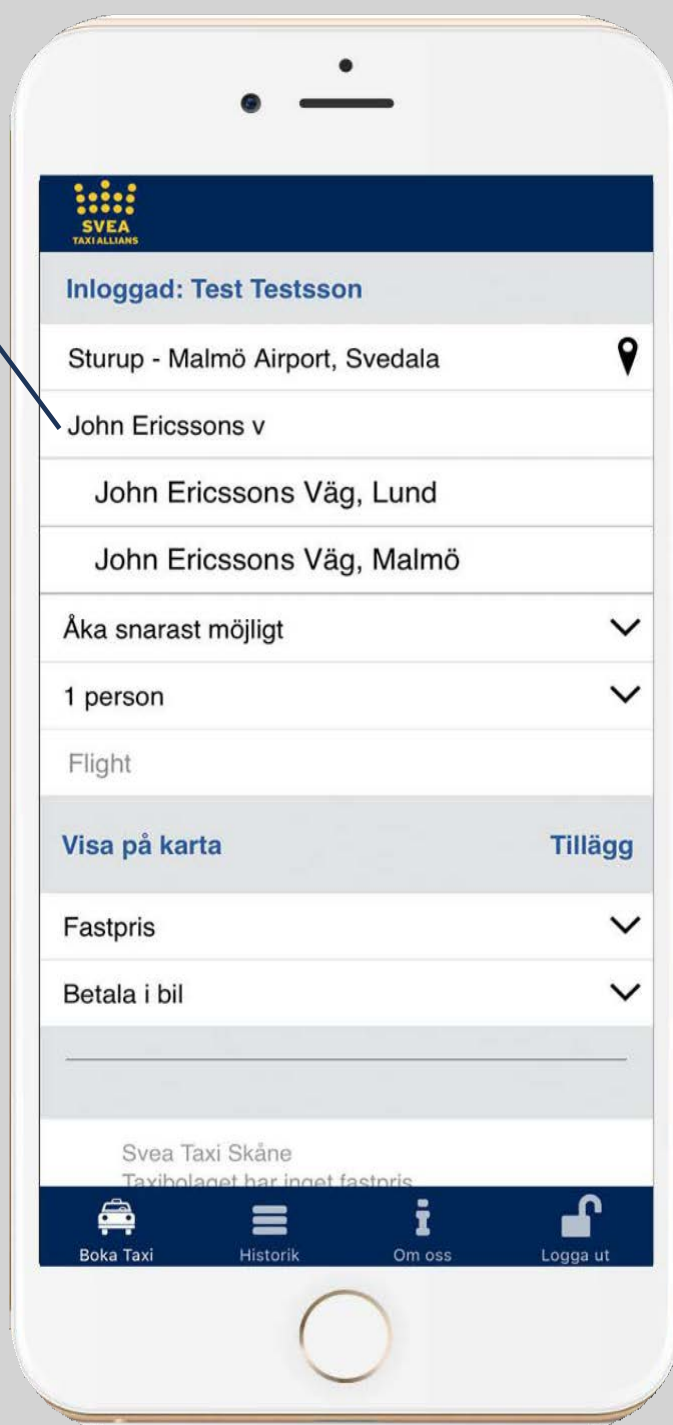 SVEA
TAXI ALLIANS
Inloggad: Test Testsson
Sturup - Malmö Airport, Svedala
John Ericssons v
John Ericssons Väg, Lund
John Ericssons Väg, Malmö
Åka snarast möjligt
1 person
Flight
Visa på karta Tillägg
Fastpris
Betala i bil
Svea Taxi Skåne
Taxibolaget har inget fastpris
Boka Taxi Historik Om oss Logga ut